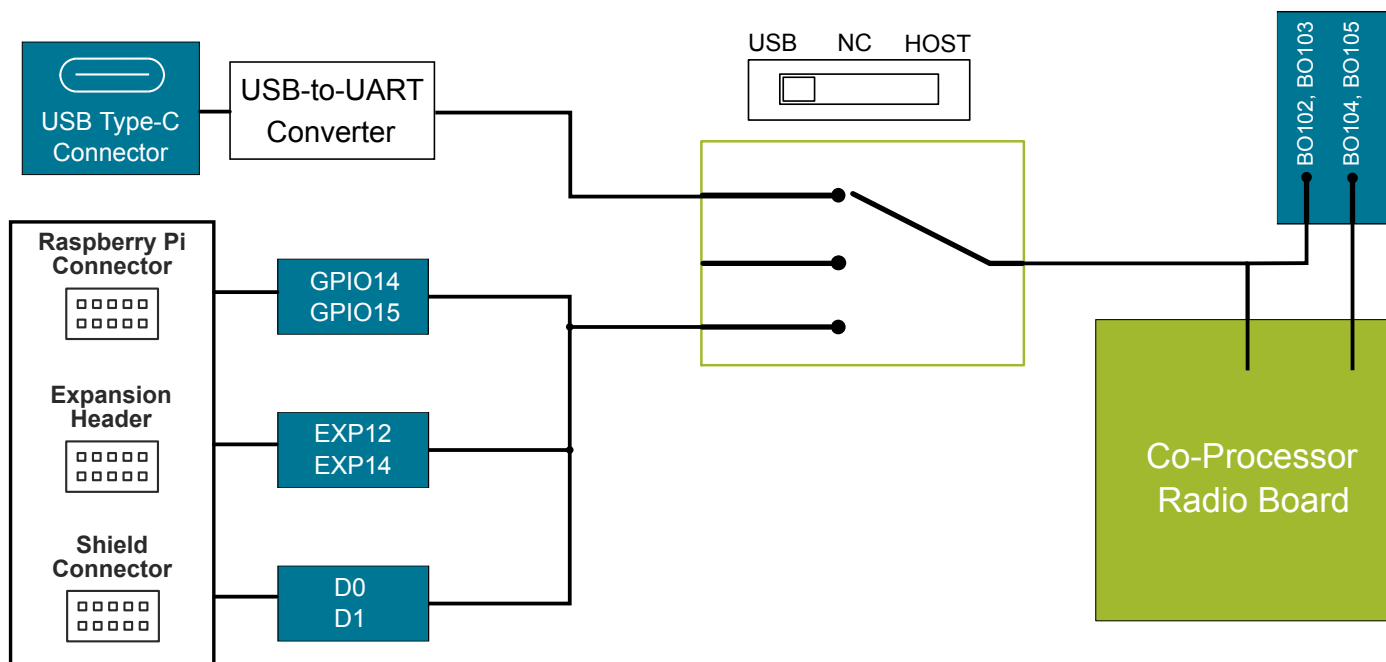 USB NC HOST
USB Type-C
Connector
USB-to-UART
Converter
BO102, BO103
BO104, BO105
Raspberry Pi
Connector
GPIO14
GPIO15
Expansion
Header
EXP12
EXP14
Shield
Connector
D0
D1
Co-Processor
Radio Board